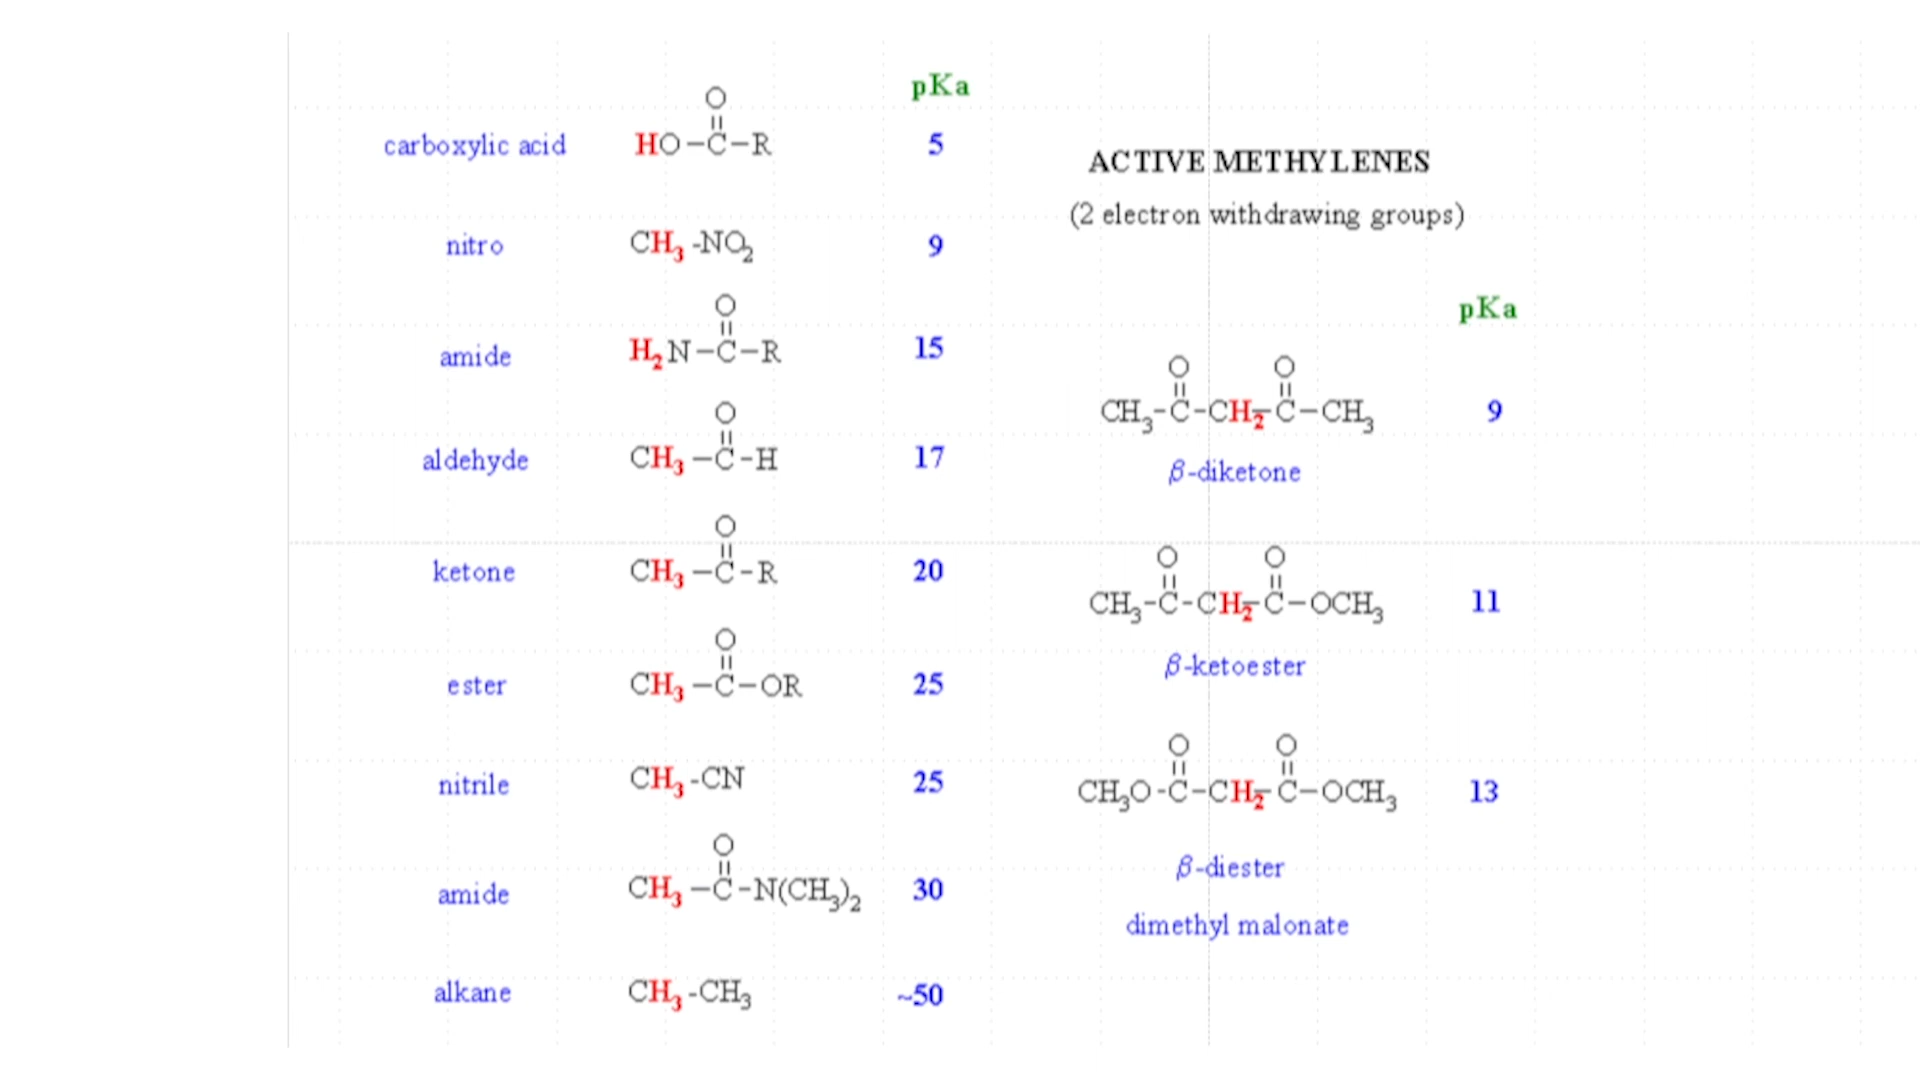 pKa
carboxylic acid HO-C(=O)-R 5
nitro CH₃-NO₂ 9
amide H₂N-C(=O)-R 15
aldehyde CH₃-C(=O)-H 17
ketone CH₃-C(=O)-R 20
ester CH₃-C(=O)-OR 25
nitrile CH₃-CN 25
amide CH₃-C(=O)-N(CH₃)₂ 30
alkane CH₃-CH₃ ~50
ACTIVE METHYLENES
(2 electron withdrawing groups)
pKa
CH₃-C(=O)-CH₂-C(=O)-CH₃ 9
β-diketone
CH₃-C(=O)-CH₂-C(=O)-OCH₃ 11
β-ketoester
CH₃O-C(=O)-CH₂-C(=O)-OCH₃ 13
β-diester
dimethyl malonate